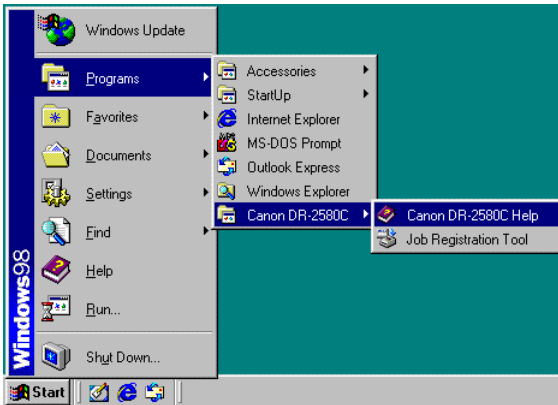 Windows Update
Programs
Favorites
Documents
Settings
Find
Help
Run...
Shut Down...
Windows98
Accessories
StartUp
Internet Explorer
MS-DOS Prompt
Outlook Express
Windows Explorer
Canon DR-2580C
Canon DR-2580C Help
Job Registration Tool
Start